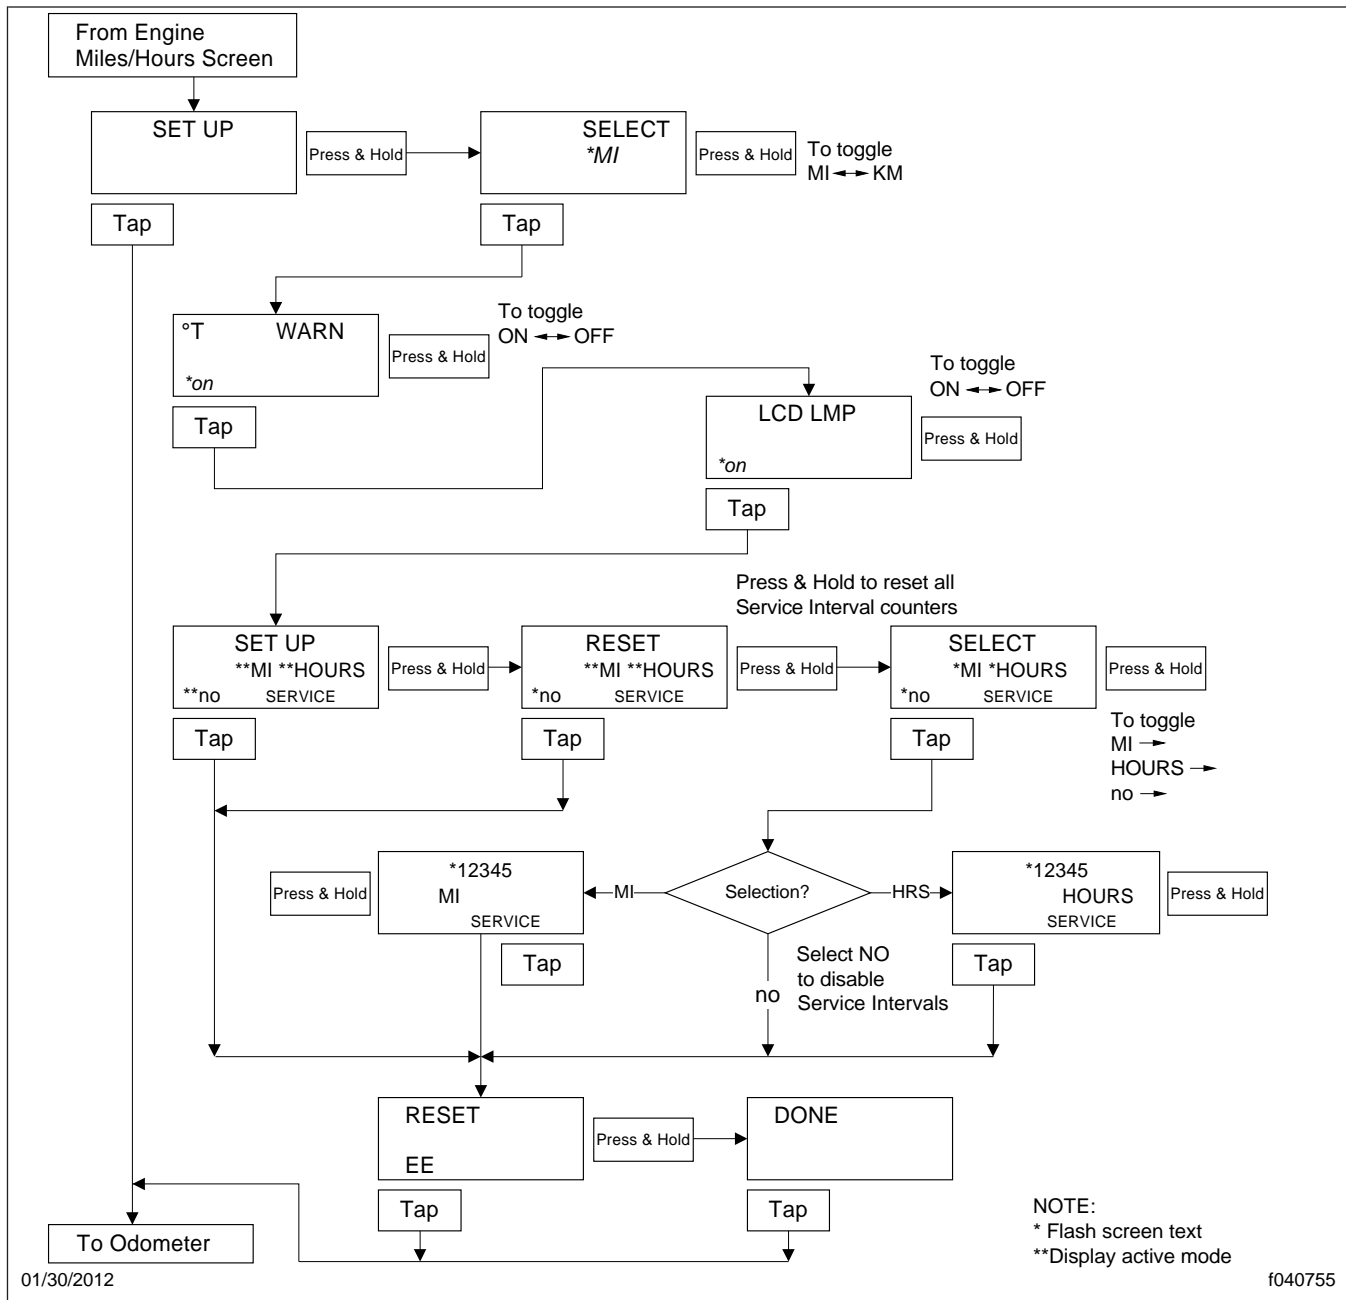 From Engine
Miles/Hours Screen
SET UP
Press & Hold
SELECT
*MI
Press & Hold
To toggle
MI ↔ KM
Tap
Tap
°T WARN
*on
Press & Hold
To toggle
ON ↔ OFF
Tap
To toggle
ON ↔ OFF
LCD LMP
*on
Press & Hold
Tap
Press & Hold to reset all
Service Interval counters
SET UP
**MI **HOURS
**no SERVICE
Press & Hold
RESET
**MI **HOURS
*no SERVICE
Press & Hold
SELECT
*MI *HOURS
*no SERVICE
Press & Hold
Tap
Tap
Tap
To toggle
MI →
HOURS →
no →
Press & Hold
*12345
MI
SERVICE
MI
Selection?
HRS
*12345
HOURS
SERVICE
Press & Hold
Tap
no
Select NO
to disable
Service Intervals
Tap
RESET
EE
Press & Hold
DONE
Tap
Tap
To Odometer
NOTE:
* Flash screen text
**Display active mode
01/30/2012
f040755